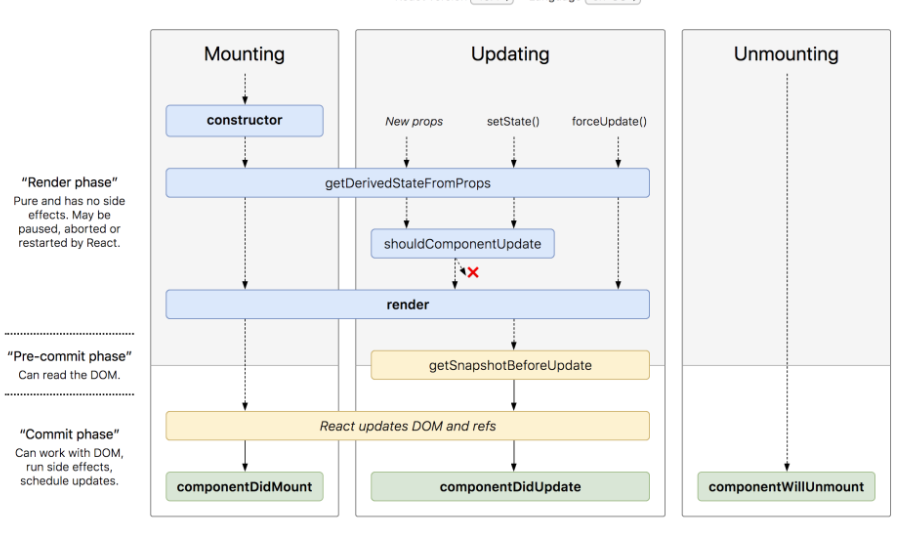 Mounting
Updating
Unmounting
constructor
New props
setState()
forceUpdate()
getDerivedStateFromProps
"Render phase"
Pure and has no side
effects. May be
paused, aborted or
restarted by React.
shouldComponentUpdate
render
"Pre-commit phase"
Can read the DOM.
getSnapshotBeforeUpdate
"Commit phase"
Can work with DOM,
run side effects,
schedule updates.
React updates DOM and refs
componentDidMount
componentDidUpdate
componentWillUnmount